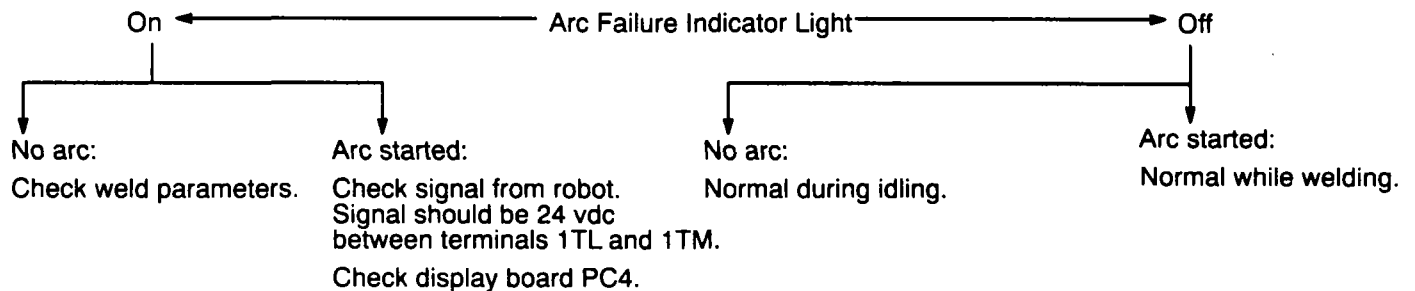 On Arc Failure Indicator Light Off
No arc:
Check weld parameters.
Arc started:
Check signal from robot.
Signal should be 24 vdc
between terminals 1TL and 1TM.
Check display board PC4.
No arc:
Normal during idling.
Arc started:
Normal while welding.